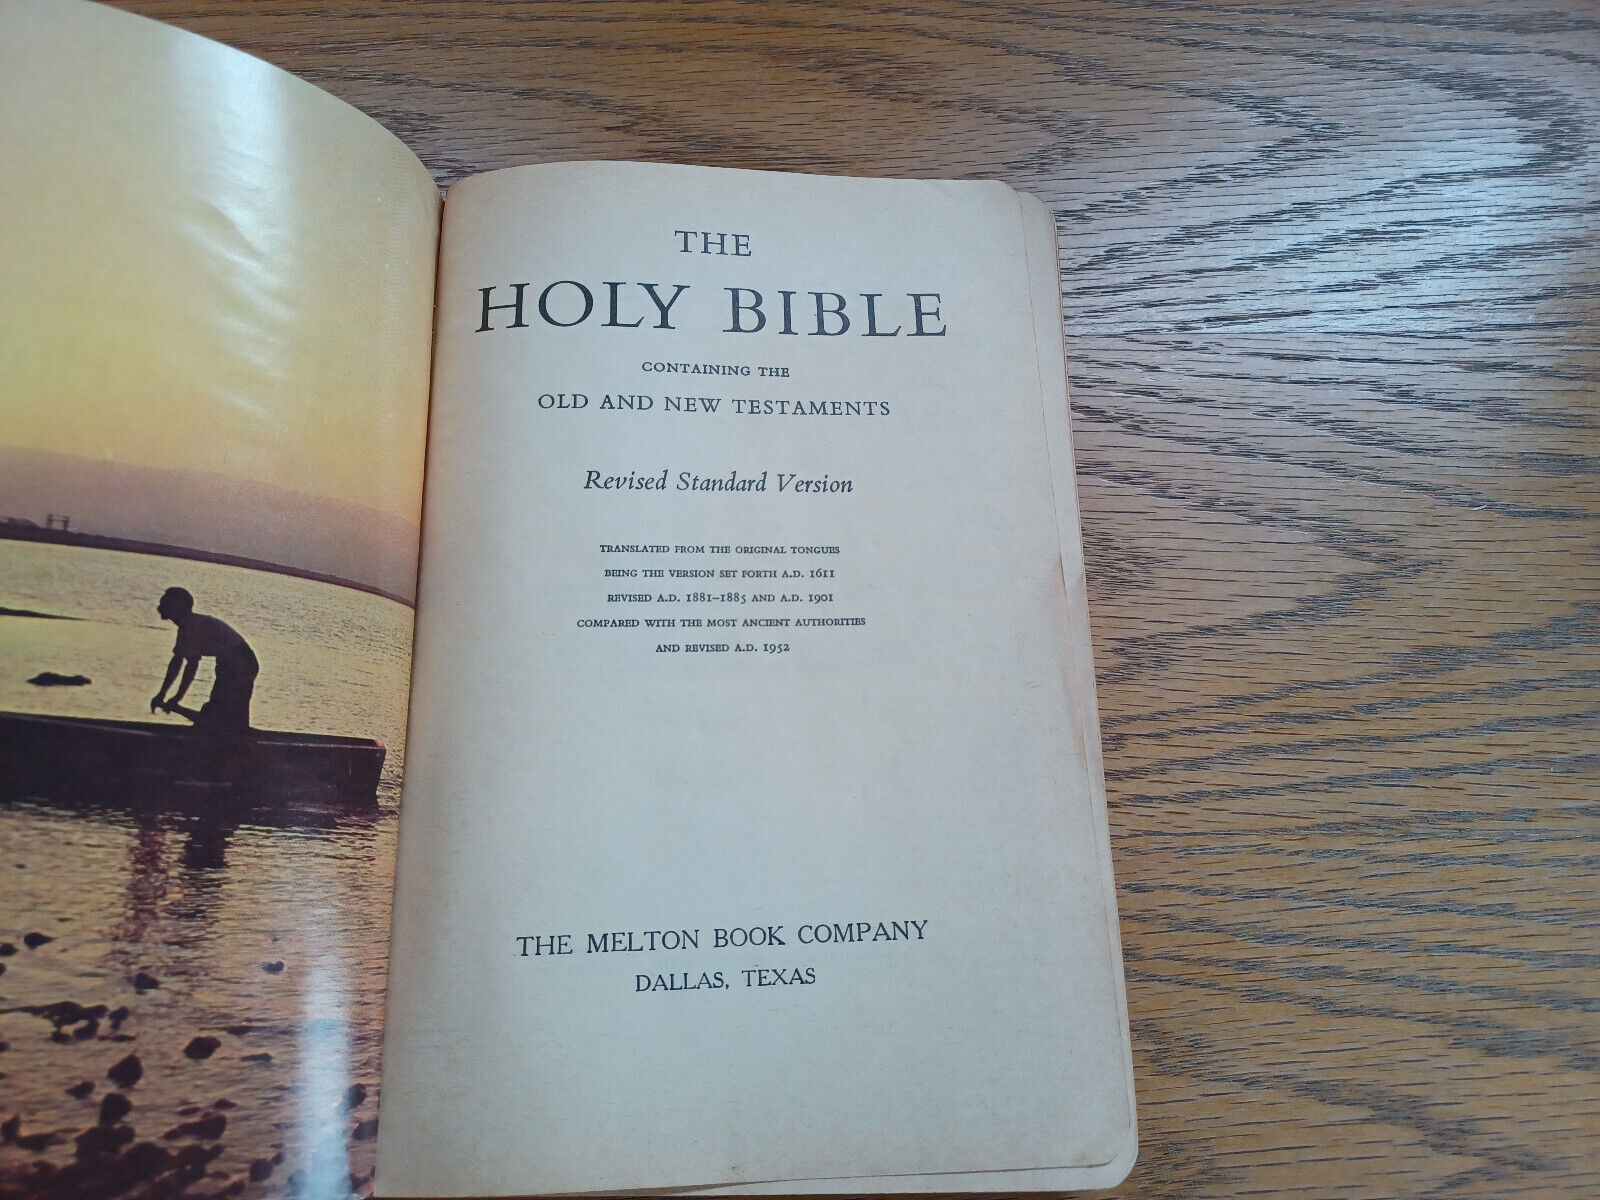 THE
HOLY BIBLE
CONTAINING THE
OLD AND NEW TESTAMENTS
Revised Standard Version
TRANSLATED FROM THE ORIGINAL TONGUES
BEING THE VERSION SET FORTH A.D. 1611
REVISED A.D. 1881–1885 AND A.D. 1901
COMPARED WITH THE MOST ANCIENT AUTHORITIES
AND REVISED A.D. 1952
THE MELTON BOOK COMPANY
DALLAS, TEXAS